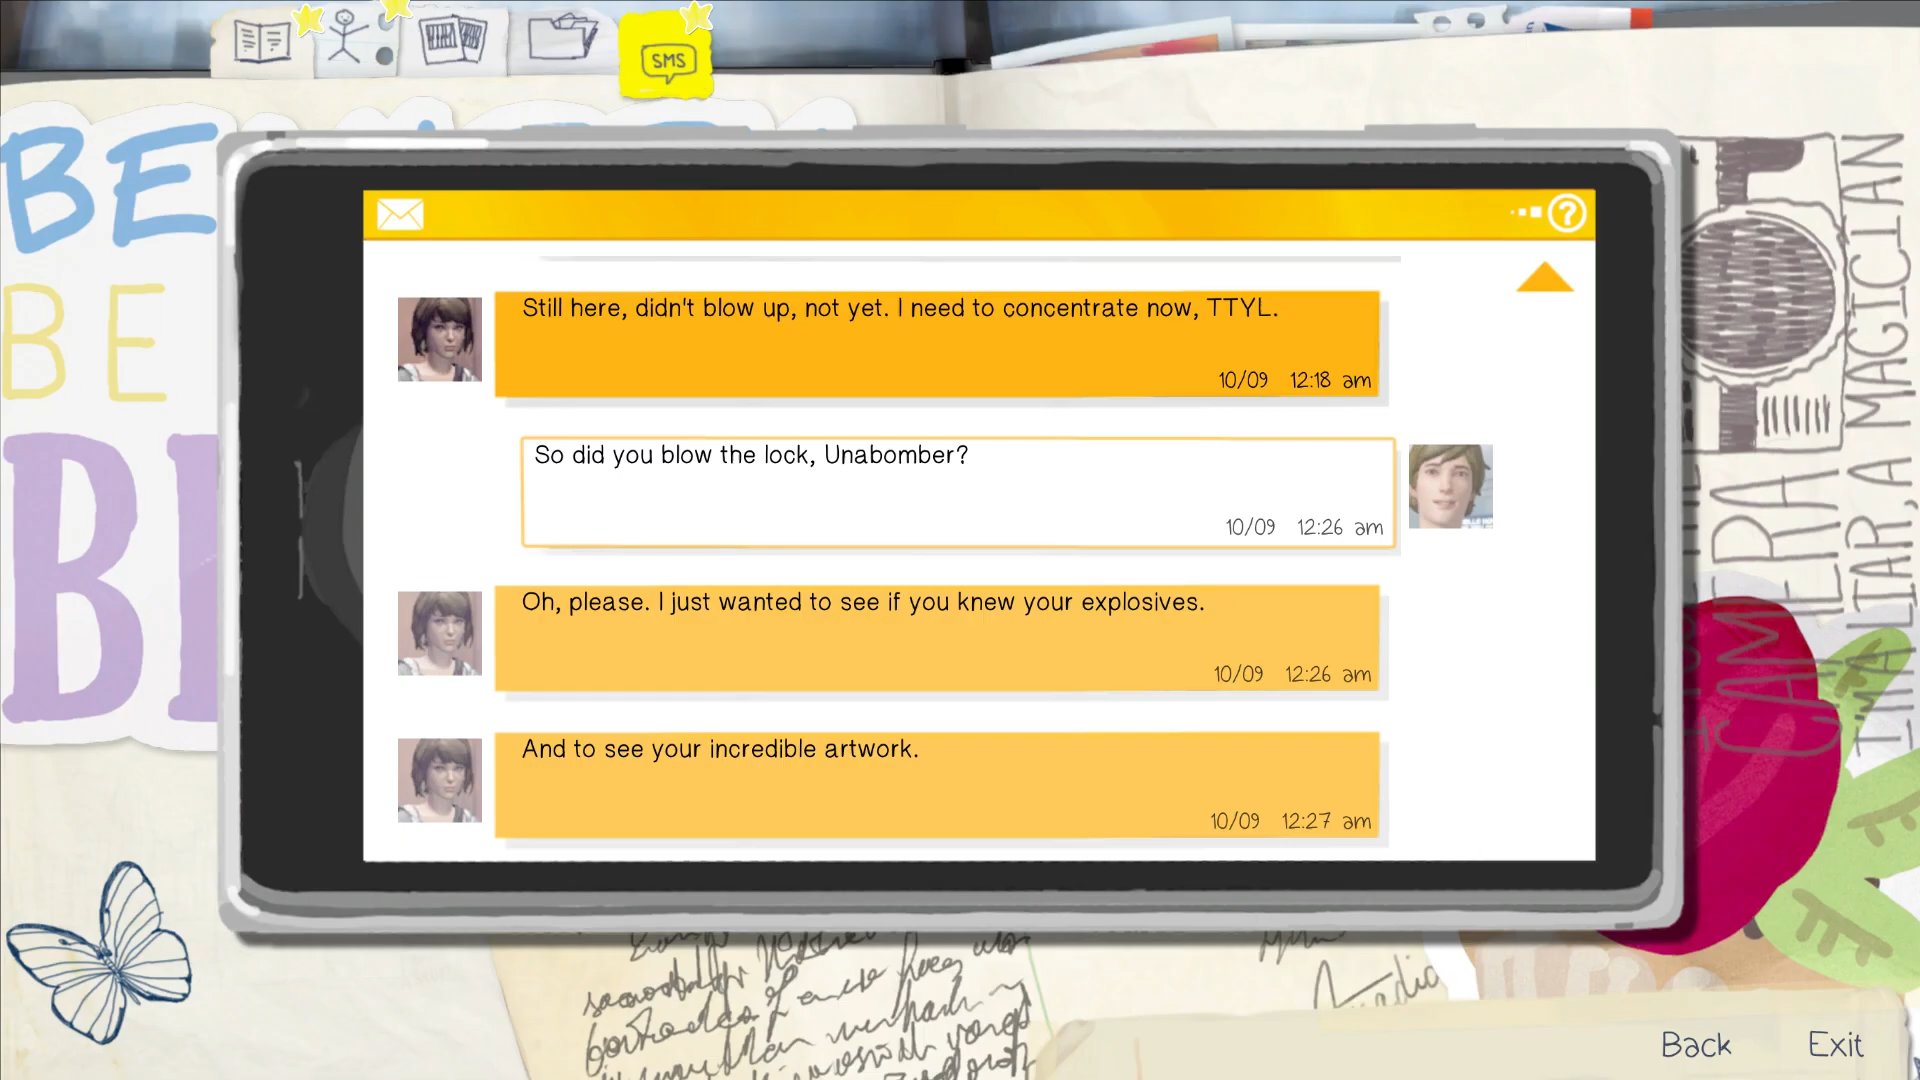 SMS
BE
BE
Still here, didn't blow up, not yet. I need to concentrate now, TTYL.
10/09 12:18 am
So did you blow the lock, Unabomber?
10/09 12:26 am
Oh, please. I just wanted to see if you knew your explosives.
10/09 12:26 am
And to see your incredible artwork.
10/09 12:27 am
CAMERA
I'M A LIAR, A MAGICIAN
Back
Exit